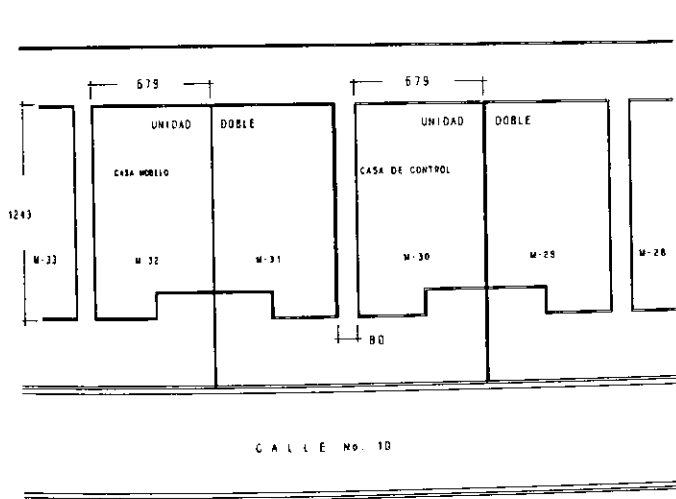 679 679
UNIDAD DOBLE UNIDAD DOBLE
CASA MODELO CASA DE CONTROL
1243
M-33 M-32 M-31 M-30 M-29 M-28
80
CALLE No. 10